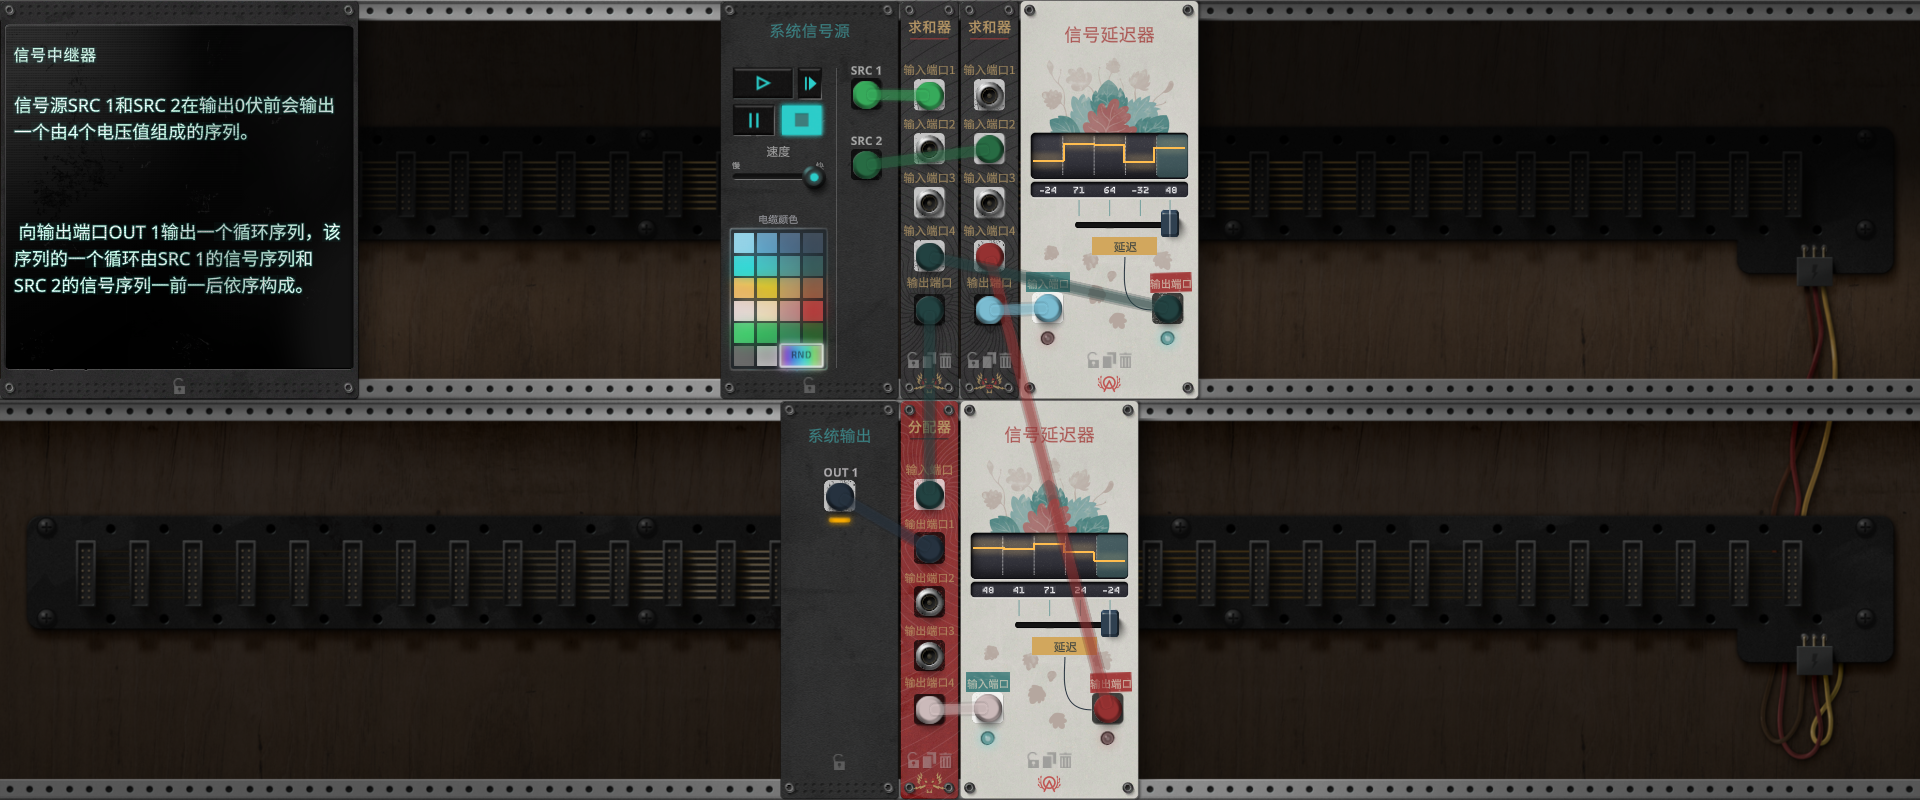 信号中继器
信号源SRC 1和SRC 2在输出0伏前会输出
一个由4个电压值组成的序列。
向输出端口OUT 1输出一个循环序列，该
序列的一个循环由SRC 1的信号序列和
SRC 2的信号序列一前一后依序构成。
系统信号源
SRC 1
SRC 2
速度
慢
电缆颜色
RND
求和器
输入端口1
输入端口2
输入端口3
输入端口4
输出端口
求和器
输入端口1
输入端口2
输入端口3
输入端口4
输出端口
信号延迟器
-24 71 64 -32 48
延迟
输入端口
输出端口
系统输出
OUT 1
分配器
输入端口
输出端口1
输出端口2
输出端口3
输出端口4
信号延迟器
48 41 71 24 -24
延迟
输入端口
输出端口